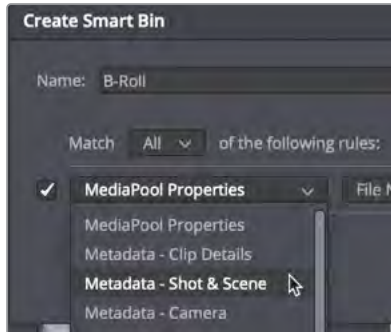 Create Smart Bin
Name: B-Roll
Match All of the following rules:
MediaPool Properties File
MediaPool Properties
Metadata - Clip Details
Metadata - Shot & Scene
Metadata - Camera